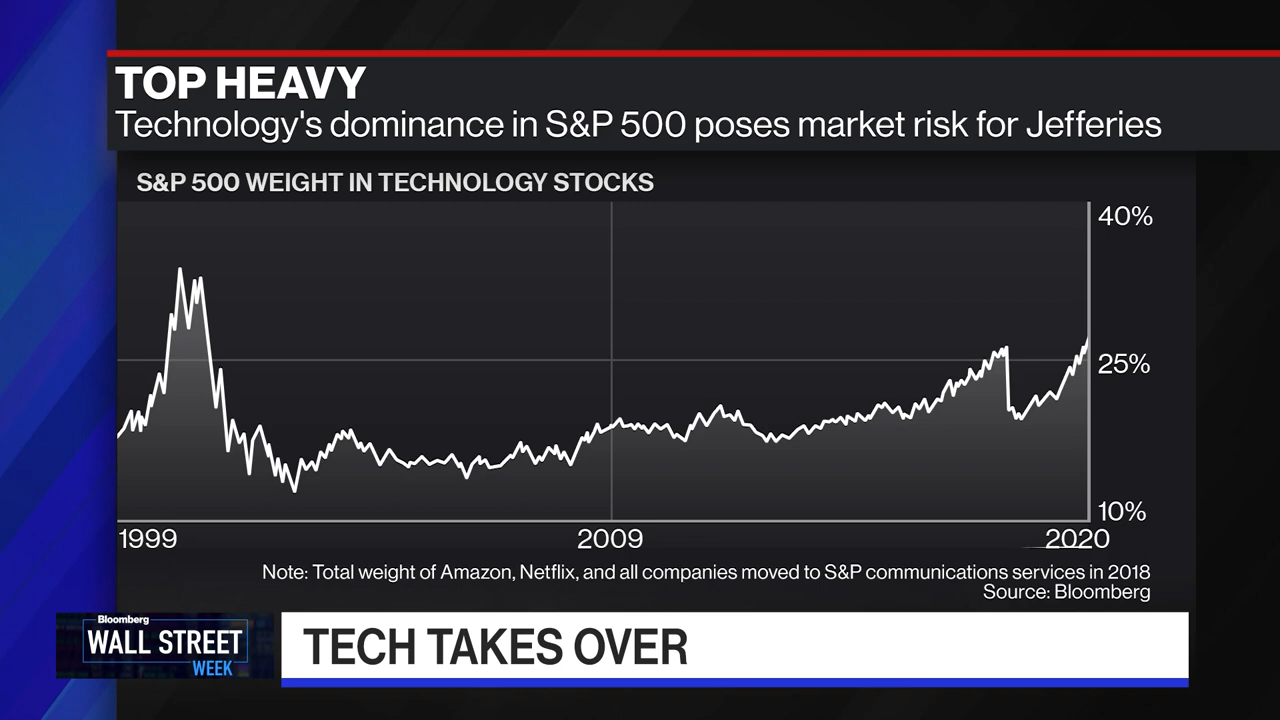 TOP HEAVY
Technology's dominance in S&P 500 poses market risk for Jefferies
S&P 500 WEIGHT IN TECHNOLOGY STOCKS
40%
25%
10%
1999
2009
2020
Note: Total weight of Amazon, Netflix, and all companies moved to S&P communications services in 2018
Source: Bloomberg
Bloomberg
WALL STREET
WEEK
TECH TAKES OVER